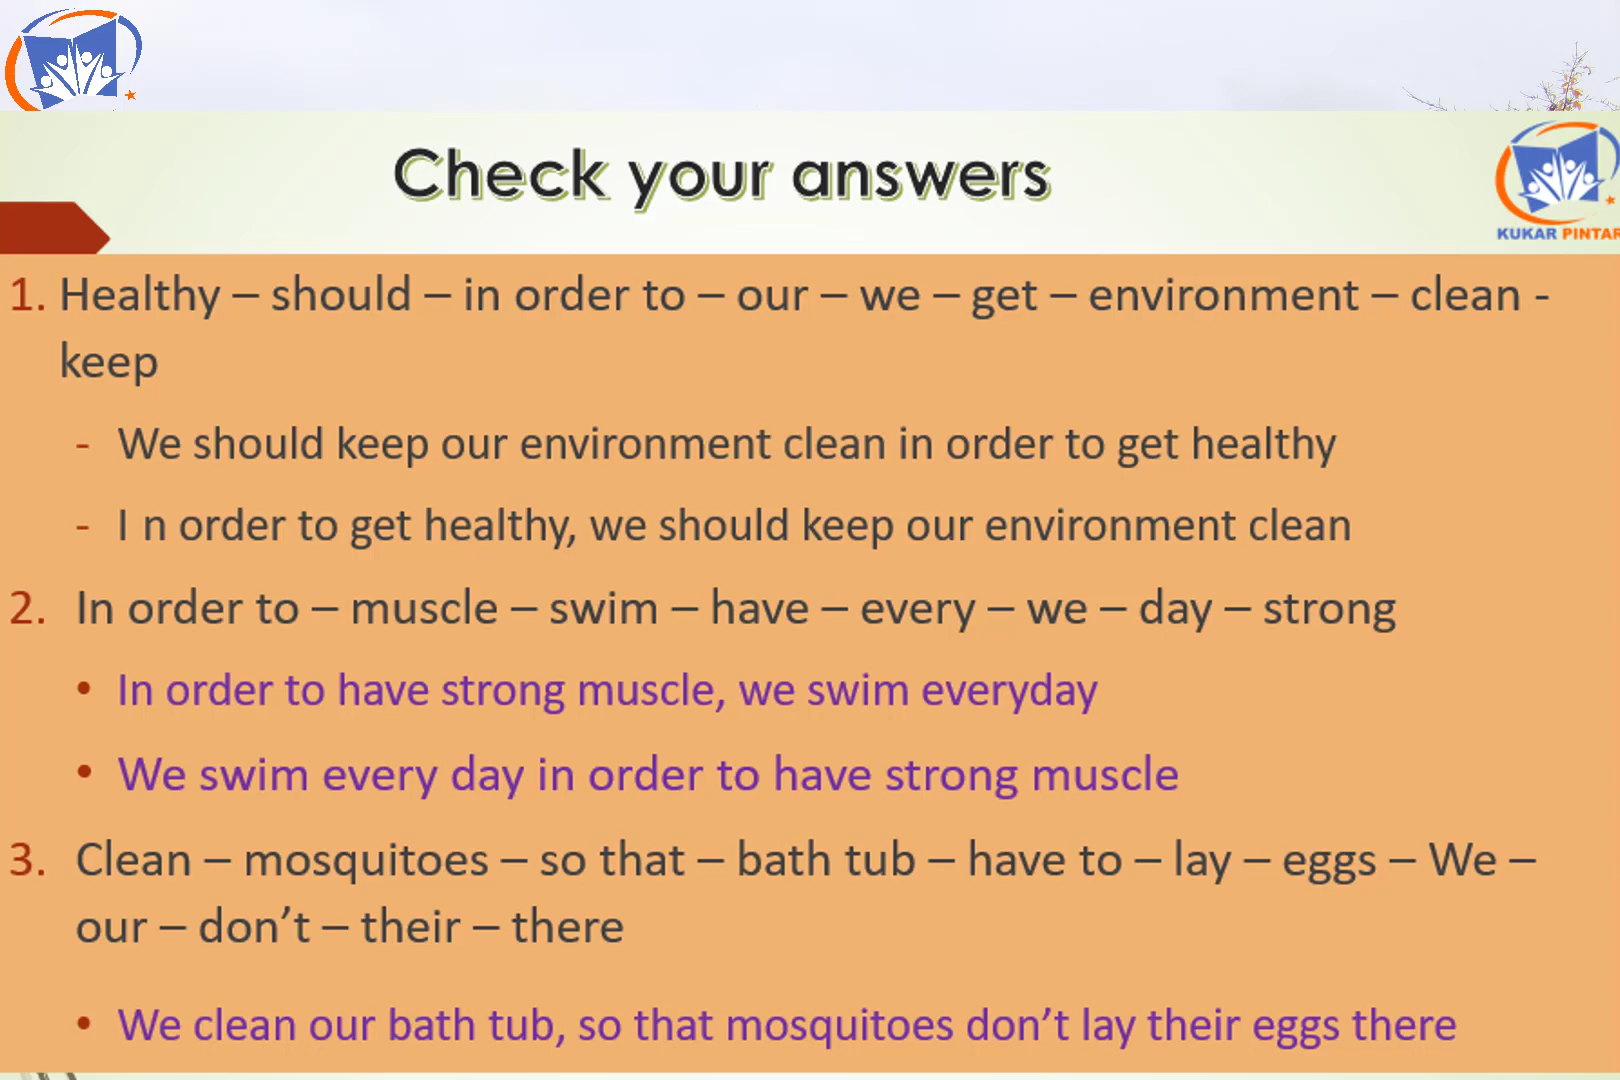 Check your answers
KUKAR PINTAR
1. Healthy – should – in order to – our – we – get – environment – clean -
keep
- We should keep our environment clean in order to get healthy
- I n order to get healthy, we should keep our environment clean
2. In order to – muscle – swim – have – every – we – day – strong
• In order to have strong muscle, we swim everyday
• We swim every day in order to have strong muscle
3. Clean – mosquitoes – so that – bath tub – have to – lay – eggs – We –
our – don’t – their – there
• We clean our bath tub, so that mosquitoes don’t lay their eggs there